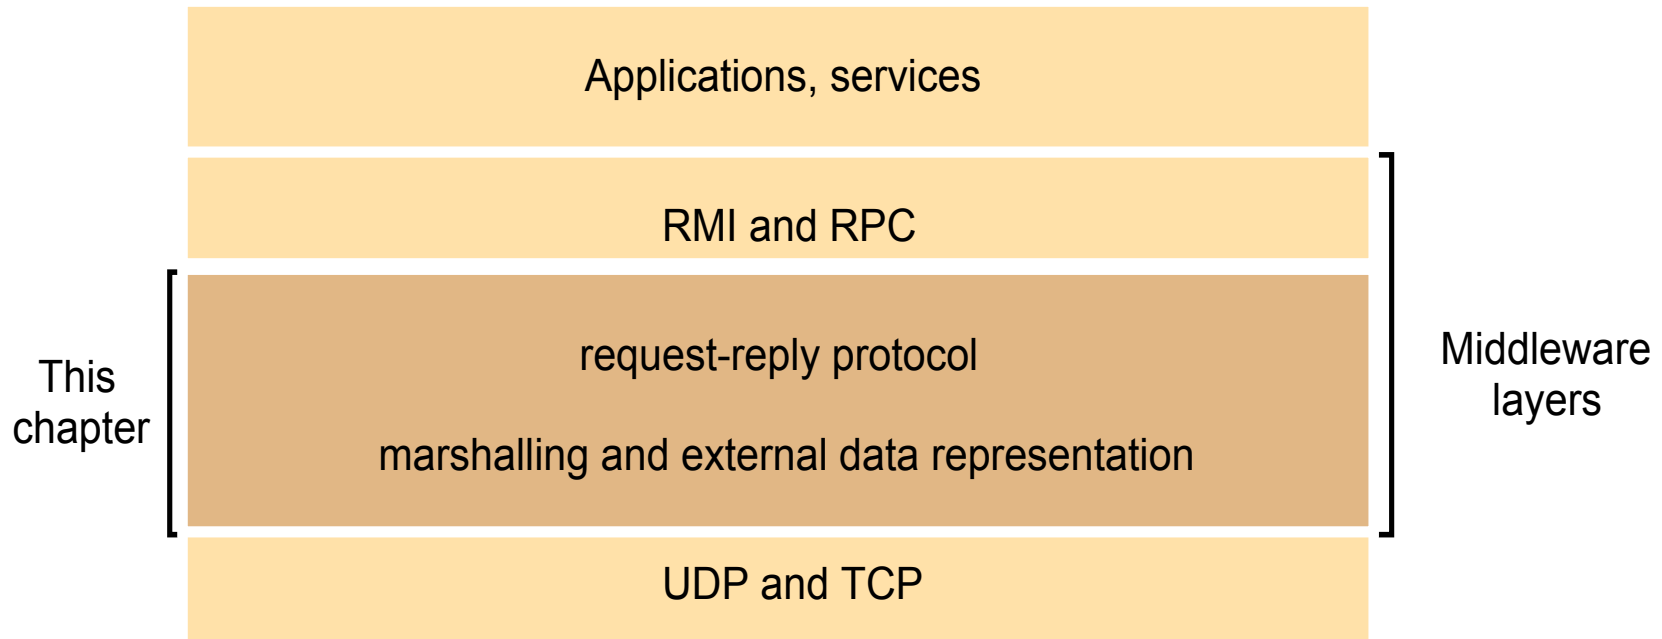 Applications, services
RMI and RPC
This
chapter
request-reply protocol
marshalling and external data representation
Middleware
layers
UDP and TCP